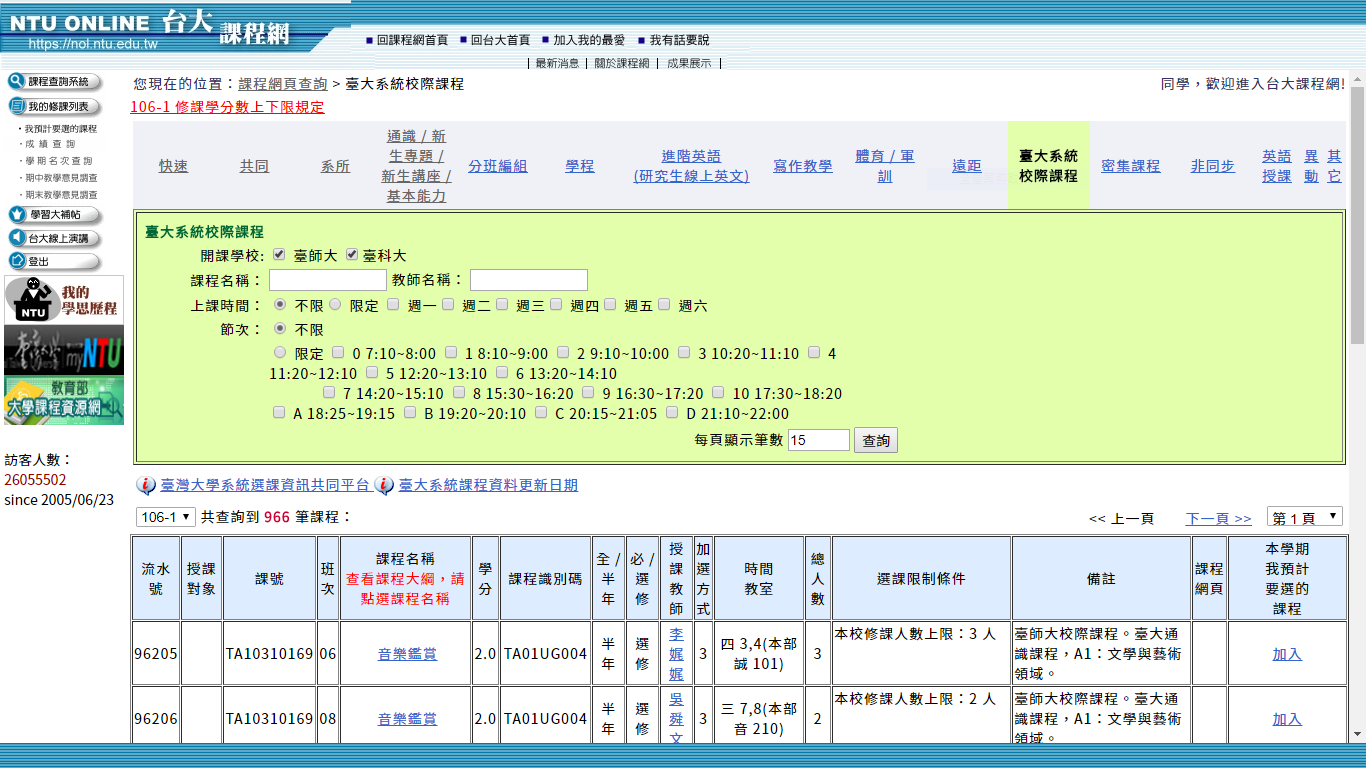 NTU ONLINE 台大課程網
https://nol.ntu.edu.tw
回課程網首頁 回台大首頁 加入我的最愛 我有話要說
| 最新消息 | 關於課程網 | 成果展示 |
課程查詢系統
我的修課列表
・我預計要選的課程
・成績查詢
・學期名次查詢
・期中教學意見調查
・期末教學意見調查
學習大補帖
台大線上演講
登出
我的
學思歷程
NTU
myNTU
教育部
大學課程資源網
訪客人數：
26055502
since 2005/06/23
您現在的位置：課程網頁查詢 > 臺大系統校際課程
同學，歡迎進入台大課程網!
106-1 修課學分數上下限規定
快速
共同
系所
通識 / 新
生專題 /
新生講座 /
基本能力
分班編組
學程
進階英語
(研究生線上英文)
寫作教學
體育 / 軍
訓
遠距
臺大系統
校際課程
密集課程
非同步
英語
授課
異
動
其
它
臺大系統校際課程
開課學校: 臺師大 臺科大
課程名稱： 教師名稱：
上課時間： 不限 限定 週一 週二 週三 週四 週五 週六
節次： 不限
限定 0 7:10~8:00 1 8:10~9:00 2 9:10~10:00 3 10:20~11:10 4
11:20~12:10 5 12:20~13:10 6 13:20~14:10
7 14:20~15:10 8 15:30~16:20 9 16:30~17:20 10 17:30~18:20
A 18:25~19:15 B 19:20~20:10 C 20:15~21:05 D 21:10~22:00
每頁顯示筆數 15 查詢
臺灣大學系統選課資訊共同平台 臺大系統課程資料更新日期
106-1 共查詢到 966 筆課程：
<< 上一頁 下一頁 >> 第 1 頁
流水
號
授課
對象
課號
班
次
課程名稱
查看課程大綱，請
點選課程名稱
學
分
課程識別碼
全 /
半
年
必 /
選
修
授
課
教
師
加
選
方
式
時間
教室
總
人
數
選課限制條件
備註
課程
網頁
本學期
我預計
要選的
課程
96205
TA10310169
06
音樂鑑賞
2.0
TA01UG004
半
年
選
修
李
娓
娓
3
四 3,4(本部
誠 101)
3
本校修課人數上限：3 人
臺師大校際課程。臺大通
識課程，A1：文學與藝術
領域。
加入
96206
TA10310169
08
音樂鑑賞
2.0
TA01UG004
半
年
選
修
吳
舜
文
3
三 7,8(本部
音 210)
2
本校修課人數上限：2 人
臺師大校際課程。臺大通
識課程，A1：文學與藝術
領域。
加入